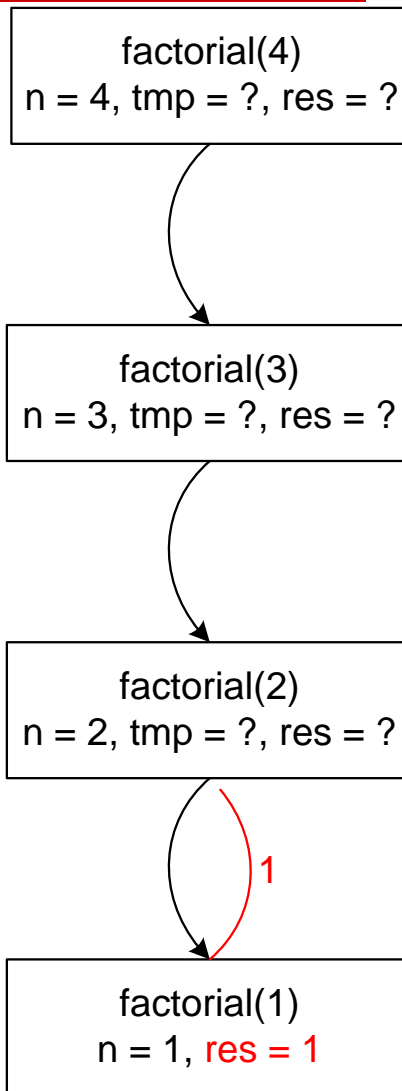 factorial(4)
n = 4, tmp = ?, res = ?
factorial(3)
n = 3, tmp = ?, res = ?
factorial(2)
n = 2, tmp = ?, res = ?
1
factorial(1)
n = 1, res = 1